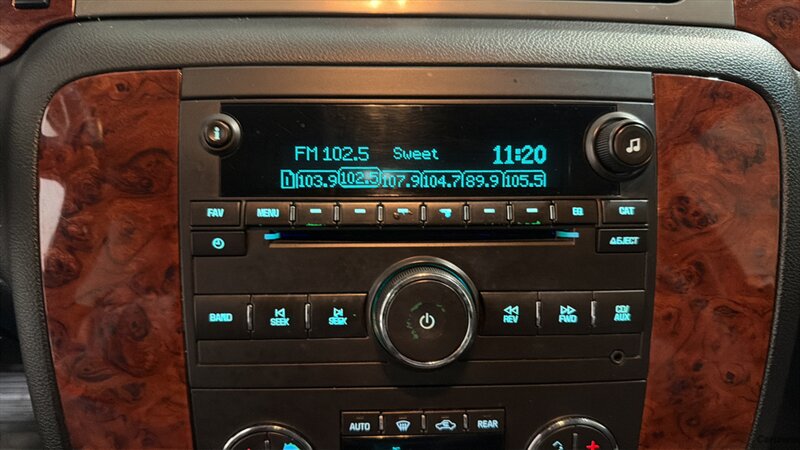 FM 102.5 Sweet 11:20
1 103.9 102.5 107.9 104.7 89.9 105.5
FAV MENU EQ CAT
EJECT
BAND SEEK SEEK REV FWD CD/
AUX
AUTO REAR